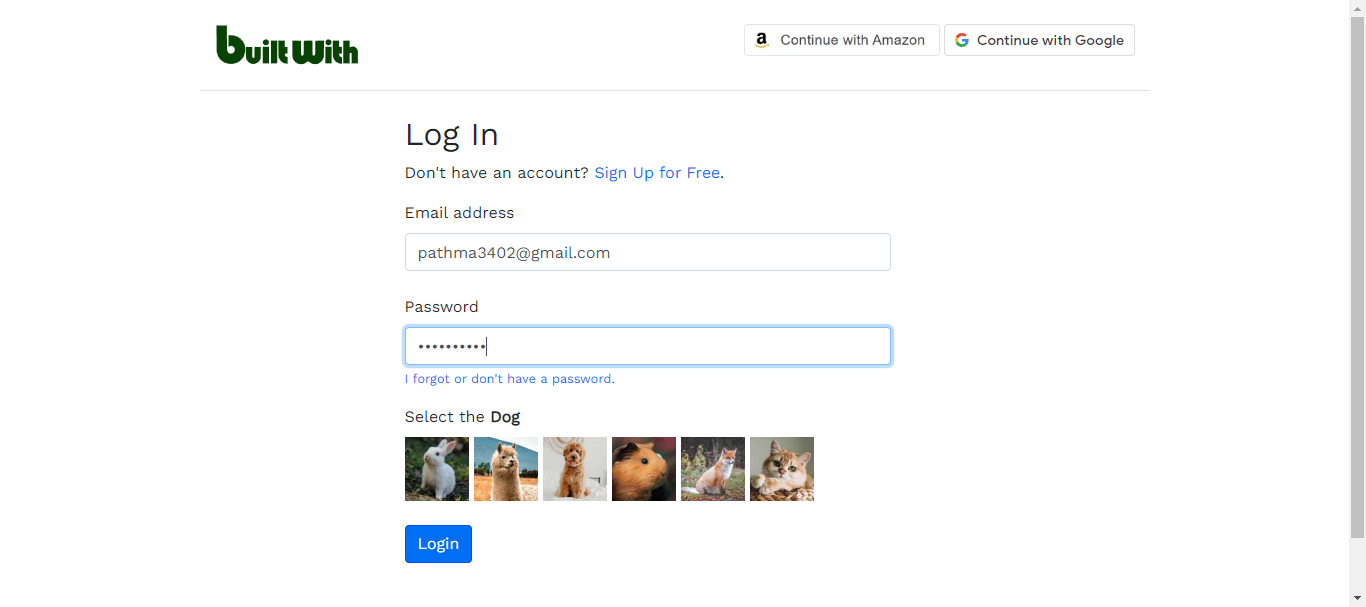 builtwith
Continue with Amazon
Continue with Google
Log In
Don't have an account? Sign Up for Free.
Email address
pathma3402@gmail.com
Password
••••••••••
I forgot or don't have a password.
Select the Dog
Login